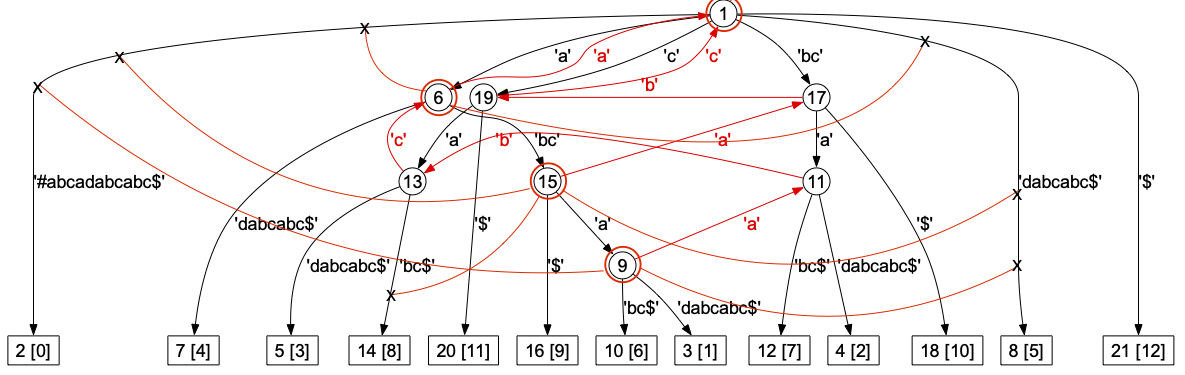 1
x
x
'a'
'a'
'c'
'c'
'bc'
x
x
'b'
6
19
17
'c'
'a'
'b'
'bc'
'a'
'a'
'#abcadabcabc$'
13
15
11
'dabcabc$'
'$'
x
'dabcabc$'
'$'
'a'
'a'
'$'
'dabcabc$'
'bc$'
'$'
9
'bc$'
'dabcabc$'
x
x
'bc$'
'dabcabc$'
2 [0]
7 [4]
5 [3]
14 [8]
20 [11]
16 [9]
10 [6]
3 [1]
12 [7]
4 [2]
18 [10]
8 [5]
21 [12]